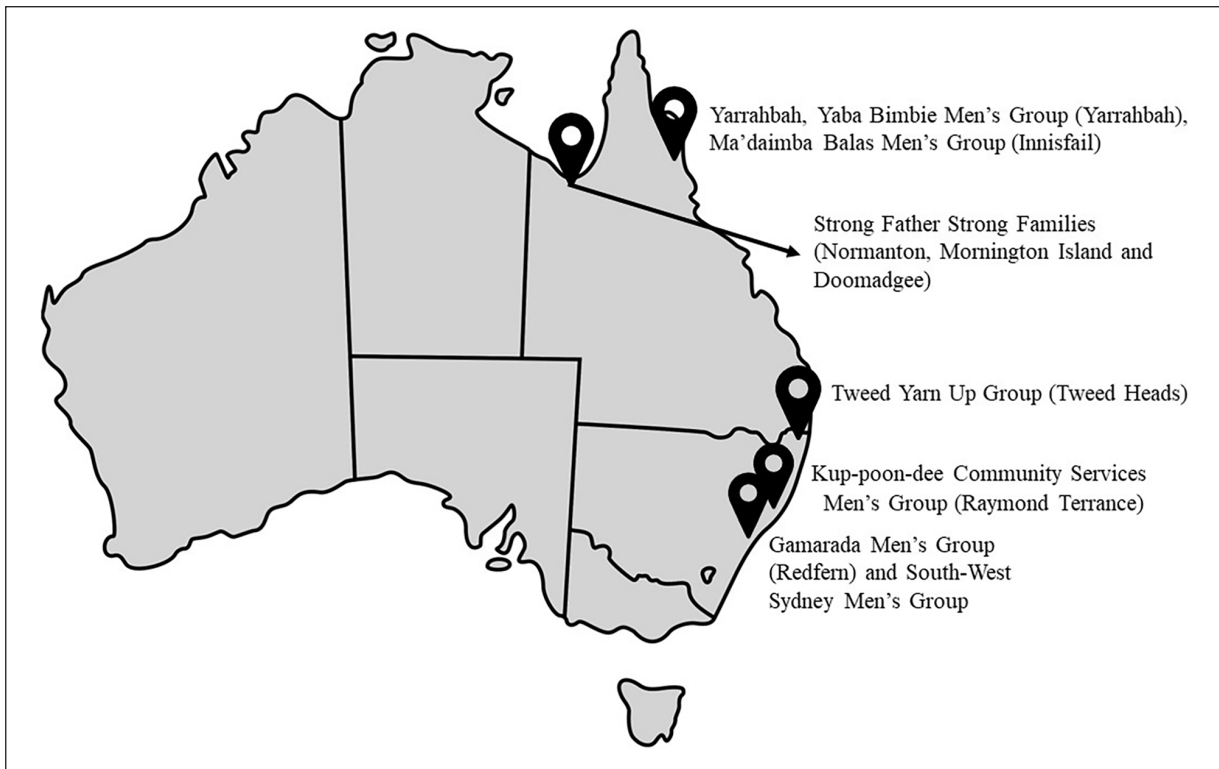 Yarrahbah, Yaba Bimbie Men’s Group (Yarrahbah),
Ma’daimba Balas Men’s Group (Innisfail)
Strong Father Strong Families
(Normanton, Mornington Island and
Doomadgee)
Tweed Yarn Up Group (Tweed Heads)
Kup-poon-dee Community Services
Men’s Group (Raymond Terrance)
Gamarada Men’s Group
(Redfern) and South-West
Sydney Men’s Group